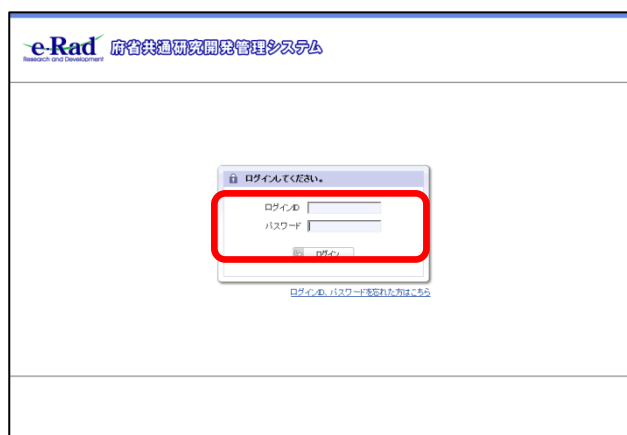 e-Rad 府省共通研究開発管理システム
Research and Development
ログインしてください。
ログインID
パスワード
ログイン
ログインID、パスワードを忘れた方はこちら